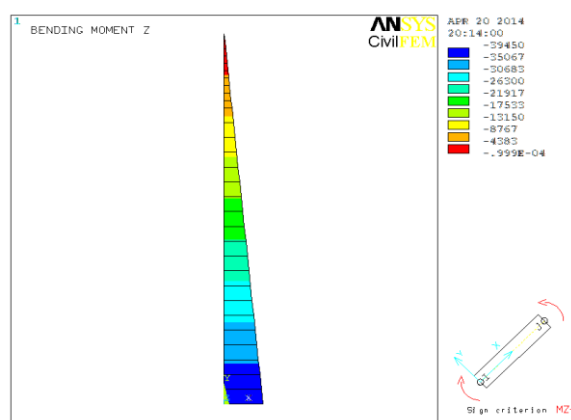 1
BENDING MOMENT Z
ANSYS
CivilFEM
APR 20 2014
20:14:00
-39450
-35067
-30683
-26300
-21917
-17533
-13150
-8767
-4383
-.999E-04
Y
X
Y
X
I
J
Sign criterion MZ